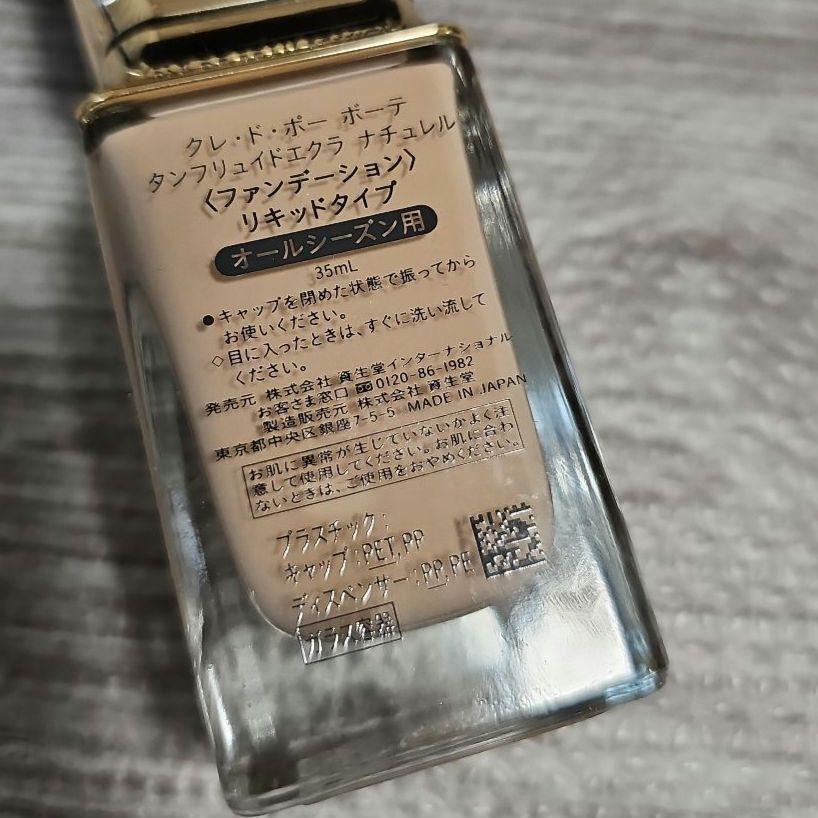 クレ・ド・ポー ボーテ
タンフリュイドエクラ ナチュレル
〈ファンデーション〉
リキッドタイプ
オールシーズン用
35mL
●キャップを閉めた状態で振ってから
お使いください。
◇目に入ったときは、すぐに洗い流して
ください。
発売元 株式会社 資生堂インターナショナル
お客さま窓口 0120-86-1982
製造販売元 株式会社 資生堂
東京都中央区銀座7-5-5 MADE IN JAPAN
お肌に異常が生じていないかよく注
意して使用してください。お肌に合わ
ないときは、ご使用をおやめください。
プラスチック:
キャップ:PET,PP
ディスペンサー:PP,PE
ガラス容器